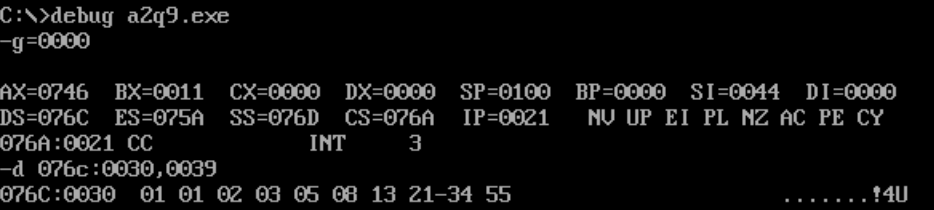 C:\>debug a2q9.exe
-g=0000
AX=0746 BX=0011 CX=0000 DX=0000 SP=0100 BP=0000 SI=0044 DI=0000
DS=076C ES=075A SS=076D CS=076A IP=0021 NV UP EI PL NZ AC PE CY
076A:0021 CC INT 3
-d 076c:0030,0039
076C:0030 01 01 02 03 05 08 13 21-34 55 .......!4U